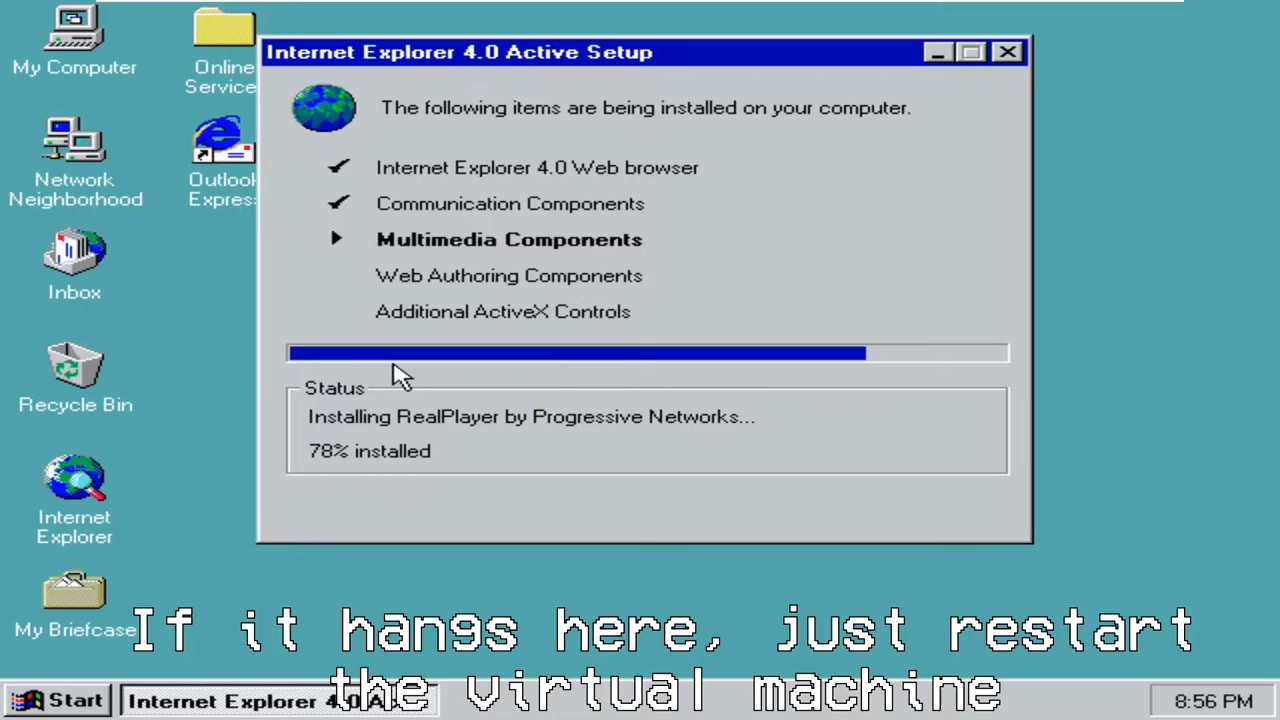 My Computer
Online
Service
Network
Neighborhood
Outlook
Express
Inbox
Recycle Bin
Internet
Explorer
My Briefcase
Internet Explorer 4.0 Active Setup
The following items are being installed on your computer.
Internet Explorer 4.0 Web browser
Communication Components
Multimedia Components
Web Authoring Components
Additional ActiveX Controls
Status
Installing RealPlayer by Progressive Networks...
78% installed
If it hangs here, just restart
the virtual machine
Start
Internet Explorer 4.0 A
8:56 PM